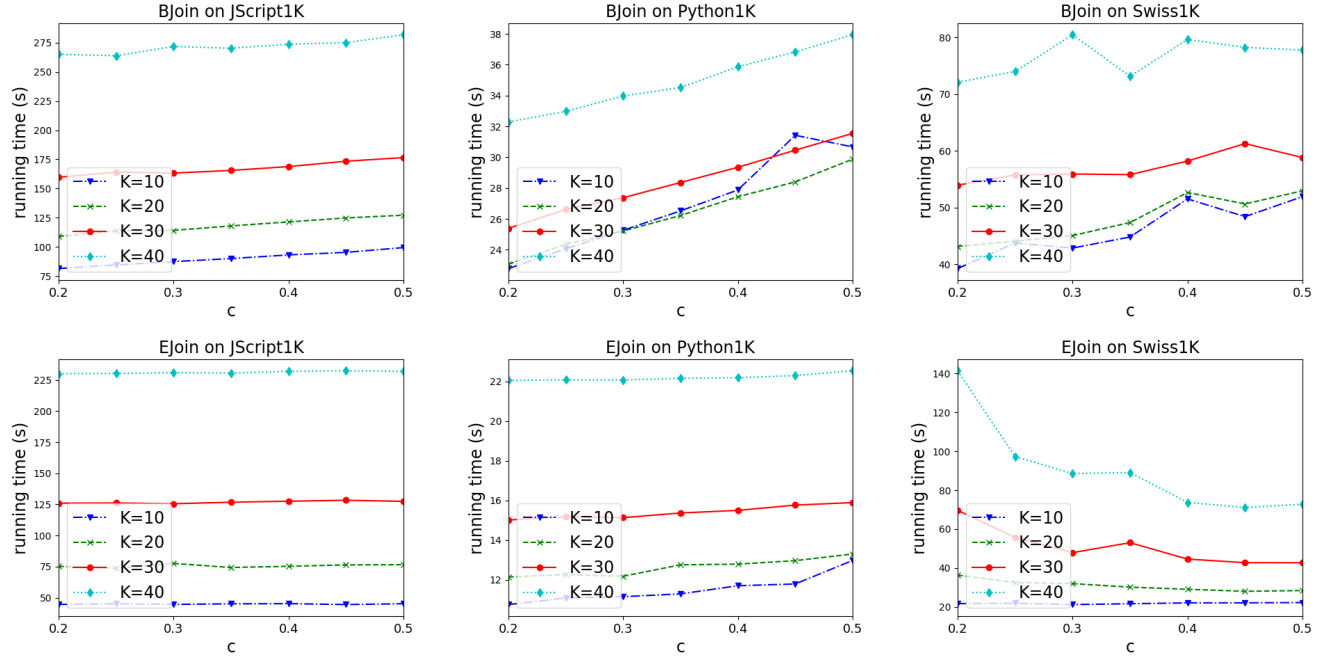 BJoin on JScript1K
running time (s)
275
250
225
200
175
150
125
100
75
K=10
K=20
K=30
K=40
0.2 0.3 0.4 0.5
c
BJoin on Python1K
running time (s)
38
36
34
32
30
28
26
24
K=10
K=20
K=30
K=40
0.2 0.3 0.4 0.5
c
BJoin on Swiss1K
running time (s)
80
70
60
50
40
K=10
K=20
K=30
K=40
0.2 0.3 0.4 0.5
c
EJoin on JScript1K
running time (s)
225
200
175
150
125
100
75
50
K=10
K=20
K=30
K=40
0.2 0.3 0.4 0.5
c
EJoin on Python1K
running time (s)
22
20
18
16
14
12
K=10
K=20
K=30
K=40
0.2 0.3 0.4 0.5
c
EJoin on Swiss1K
running time (s)
140
120
100
80
60
40
20
K=10
K=20
K=30
K=40
0.2 0.3 0.4 0.5
c